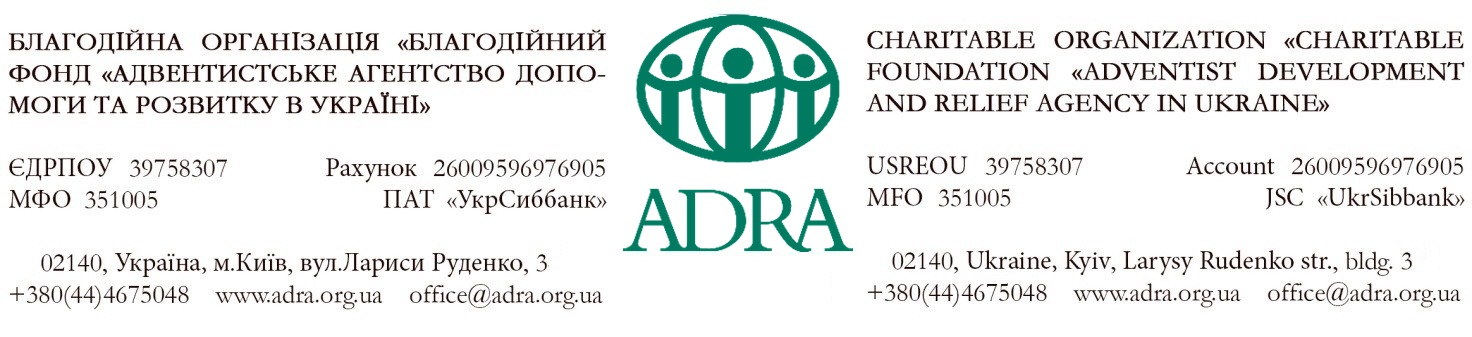 БЛАГОДІЙНА ОРГАНІЗАЦІЯ «БЛАГОДІЙНИЙ
ФОНД «АДВЕНТИСТСЬКЕ АГЕНТСТВО ДОПО-
МОГИ ТА РОЗВИТКУ В УКРАЇНІ»
ЄДРПОУ 39758307 Рахунок 26009596976905
МФО 351005 ПАТ «УкрСиббанк»
02140, Україна, м.Київ, вул.Лариси Руденко, 3
+380(44)4675048 www.adra.org.ua office@adra.org.ua
ADRA
CHARITABLE ORGANIZATION «CHARITABLE
FOUNDATION «ADVENTIST DEVELOPMENT
AND RELIEF AGENCY IN UKRAINE»
USREOU 39758307 Account 26009596976905
MFO 351005 JSC «UkrSibbank»
02140, Ukraine, Kyiv, Larysy Rudenko str., bldg. 3
+380(44)4675048 www.adra.org.ua office@adra.org.ua